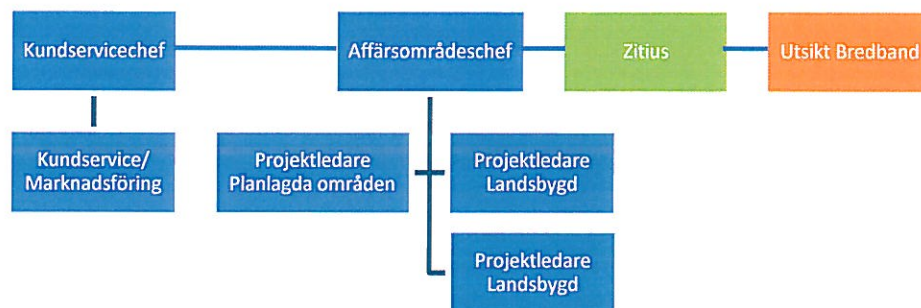 Kundservicechef
Affärsområdeschef
Zitius
Utsikt Bredband
Kundservice/
Marknadsföring
Projektledare
Planlagda områden
Projektledare
Landsbygd
Projektledare
Landsbygd